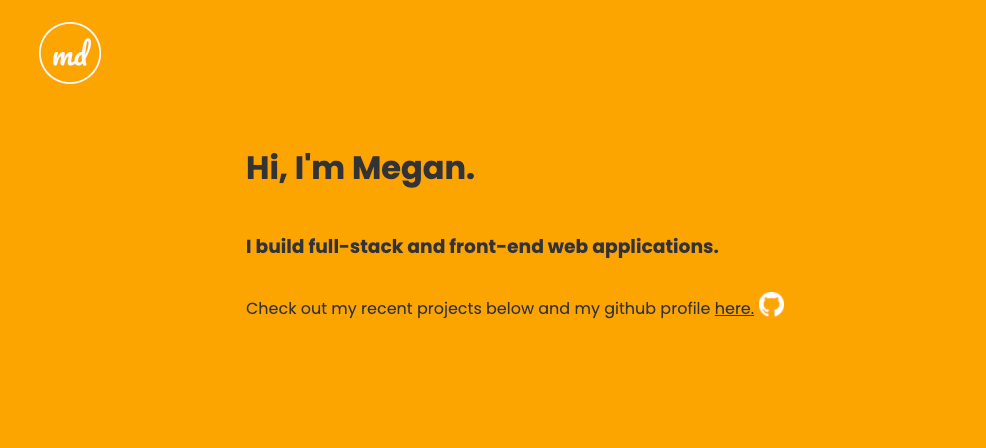 md
Hi, I'm Megan.
I build full-stack and front-end web applications.
Check out my recent projects below and my github profile here.